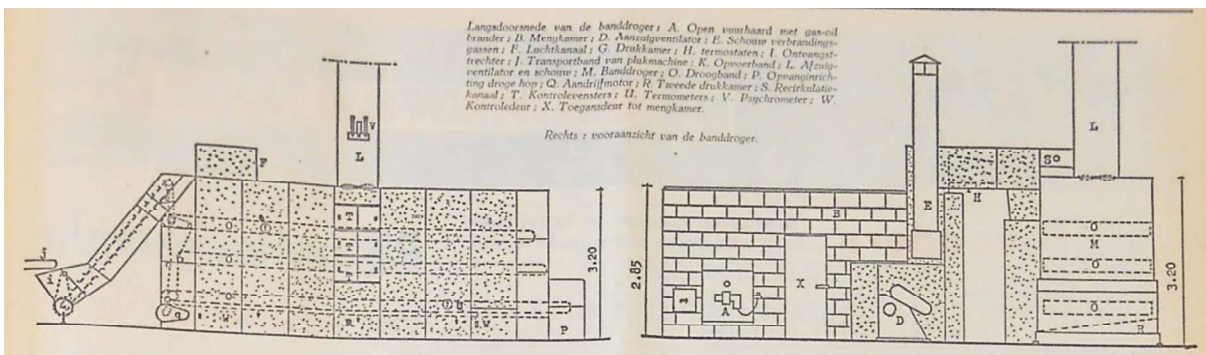 Langsdoorsnede van de banddroger: A. Open vuurhaard met gas-oil
brander; B. Mengkamer; D. Aanzuigventilator; E. Schouw verbrandings-
gassen; F. Luchtkanaal; G. Drukkamer; H. termostaten; I. Ontvangst-
trechter; J. Transportband van plukmachine; K. Opvoerband; L. Afzuig-
ventilator en schouw; M. Banddroger; O. Droogband; P. Opvanginrich-
ting droge hop; Q. Aandrijfmotor; R. Tweede drukkamer; S. Recirkulatie-
kanaal; T. Kontrolevensters; U. Termometers; V. Psychrometer; W.
Kontroledeur; X. Toegansdeur tot mengkamer.
Rechts : vooraanzicht van de banddroger.
F
V
L
T
T
T
O
O
O
J
I
Q
W
R
W
P
3.20
2.85
B
A
X
E
D
H
S
L
O
M
O
O
R
3.20